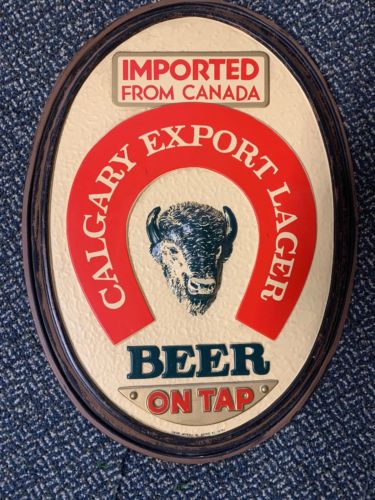 IMPORTED
FROM CANADA
CALGARY EXPORT LAGER
BEER
ON TAP